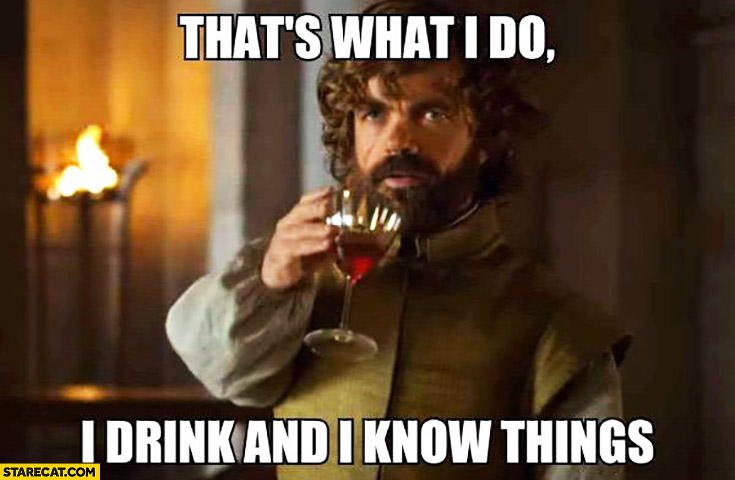 THAT'S WHAT I DO,
I DRINK AND I KNOW THINGS
STARECAT.COM